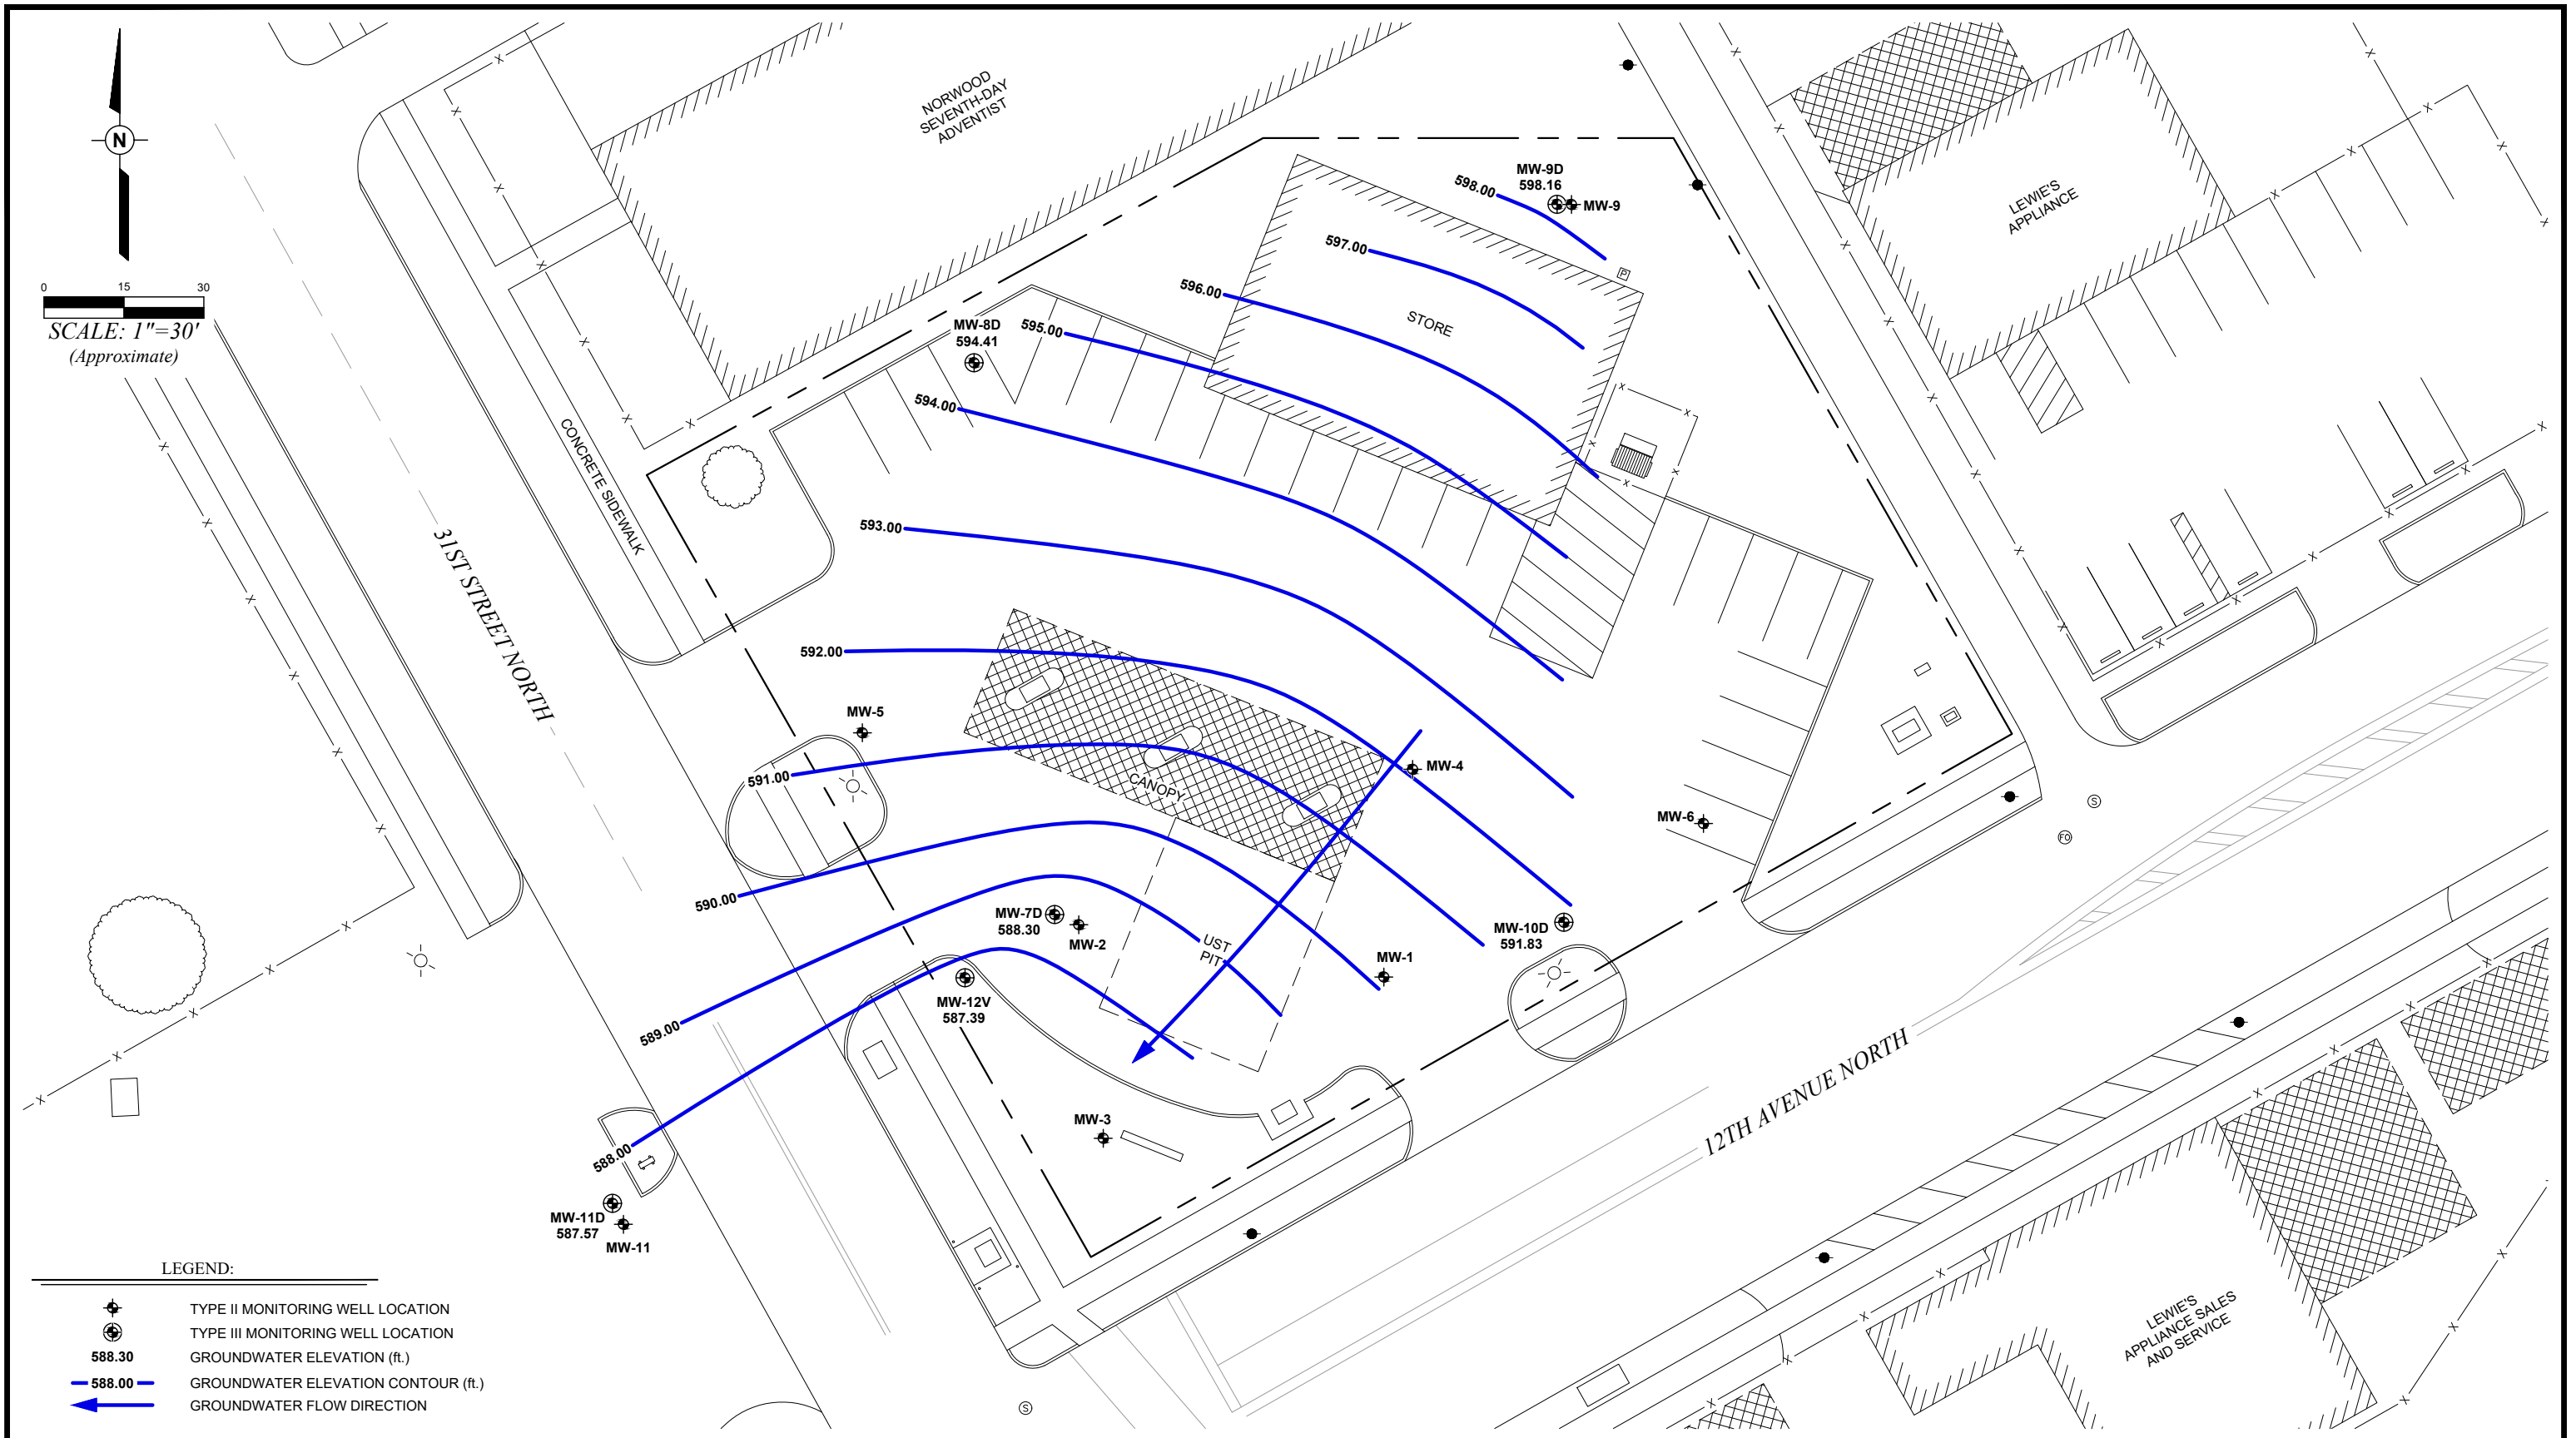 N
0 15 30
SCALE: 1"=30'
(Approximate)
NORWOOD
SEVENTH-DAY
ADVENTIST
LEWIE'S
APPLIANCE
MW-9D
598.16
MW-9
598.00
597.00
596.00
595.00
594.00
593.00
592.00
591.00
590.00
589.00
588.00
P
STORE
MW-8D
594.41
CONCRETE SIDEWALK
31ST STREET NORTH
MW-5
CANOPY
MW-4
MW-6
S
FO
MW-7D
588.30
MW-2
UST
PIT
MW-10D
591.83
MW-1
MW-12V
587.39
MW-3
12TH AVENUE NORTH
MW-11D
587.57
MW-11
S
LEWIE'S
APPLIANCE SALES
AND SERVICE
LEGEND:
TYPE II MONITORING WELL LOCATION
TYPE III MONITORING WELL LOCATION
588.30 GROUNDWATER ELEVATION (ft.)
588.00 GROUNDWATER ELEVATION CONTOUR (ft.)
GROUNDWATER FLOW DIRECTION